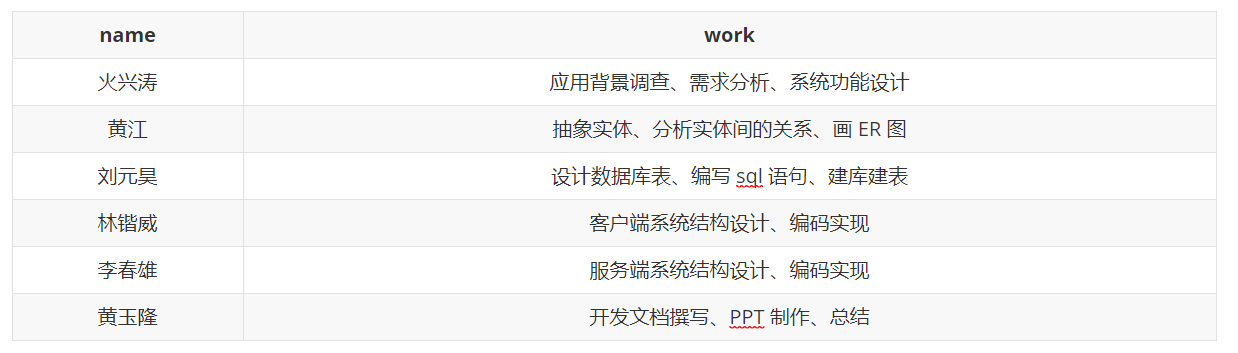 name work
火兴涛 应用背景调查、需求分析、系统功能设计
黄江 抽象实体、分析实体间的关系、画 ER 图
刘元昊 设计数据库表、编写 sql 语句、建库建表
林锴威 客户端系统结构设计、编码实现
李春雄 服务端系统结构设计、编码实现
黄玉隆 开发文档撰写、PPT 制作、总结